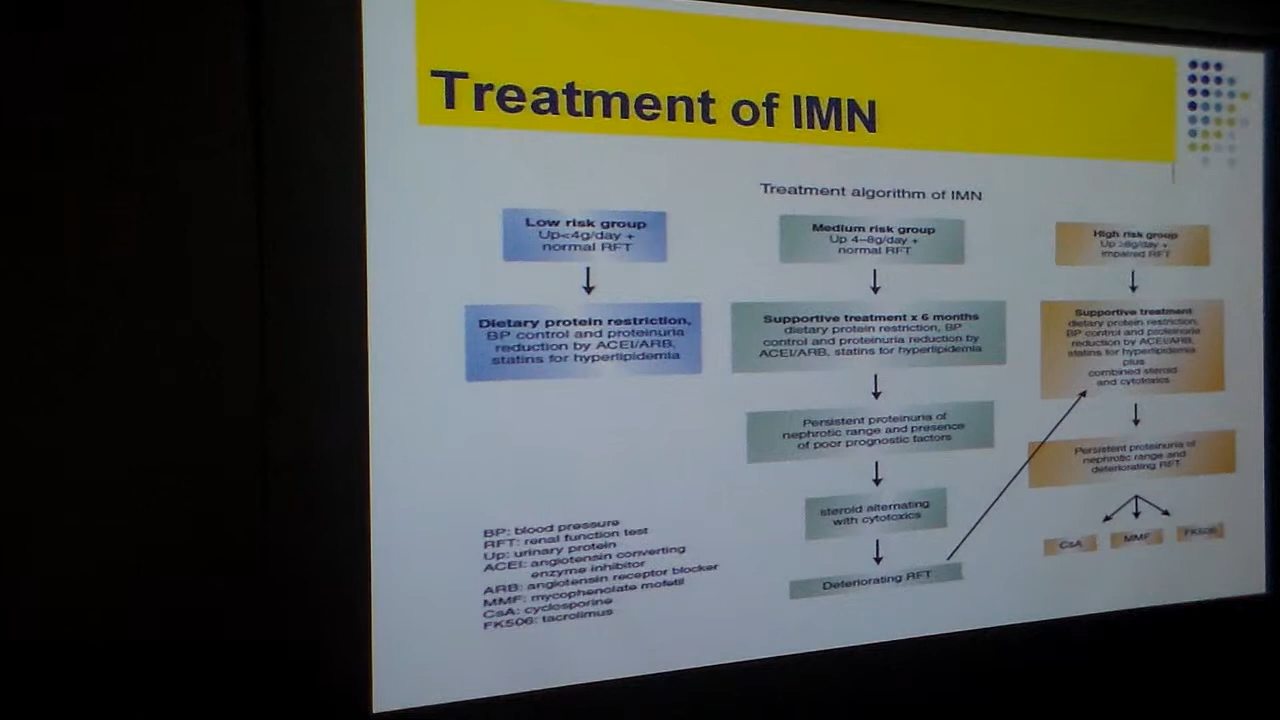 Treatment of IMN
Treatment algorithm of IMN
Low risk group
Up<4g/day +
normal RFT
Dietary protein restriction,
BP control and proteinuria
reduction by ACEI/ARB,
statins for hyperlipidemia
Medium risk group
Up 4–8g/day +
normal RFT
Supportive treatment x 6 months
dietary protein restriction, BP
control and proteinuria reduction by
ACEI/ARB, statins for hyperlipidemia
Persistent proteinuria of
nephrotic range and presence
of poor prognostic factors
steroid alternating
with cytotoxics
Deteriorating RFT
High risk group
Up ≥8g/day +
impaired RFT
Supportive treatment
dietary protein restriction,
BP control and proteinuria
reduction by ACEI/ARB,
statins for hyperlipidemia
plus
combined steroid
and cytotoxics
Persistent proteinuria of
nephrotic range and
deteriorating RFT
CsA
MMF
FK506
BP: blood pressure
RFT: renal function test
Up: urinary protein
ACEI: angiotensin converting
enzyme inhibitor
ARB: angiotensin receptor blocker
MMF: mycophenolate mofetil
CsA: cyclosporine
FK506: tacrolimus